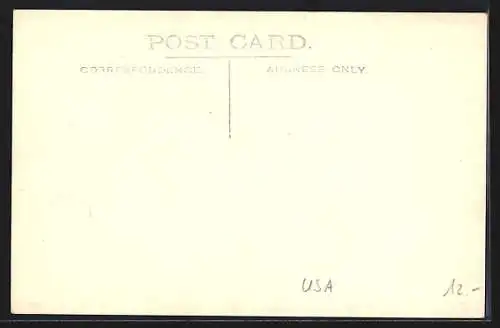 POST CARD.
CORRESPONDENCE.
ADDRESS ONLY.
USA
12.-